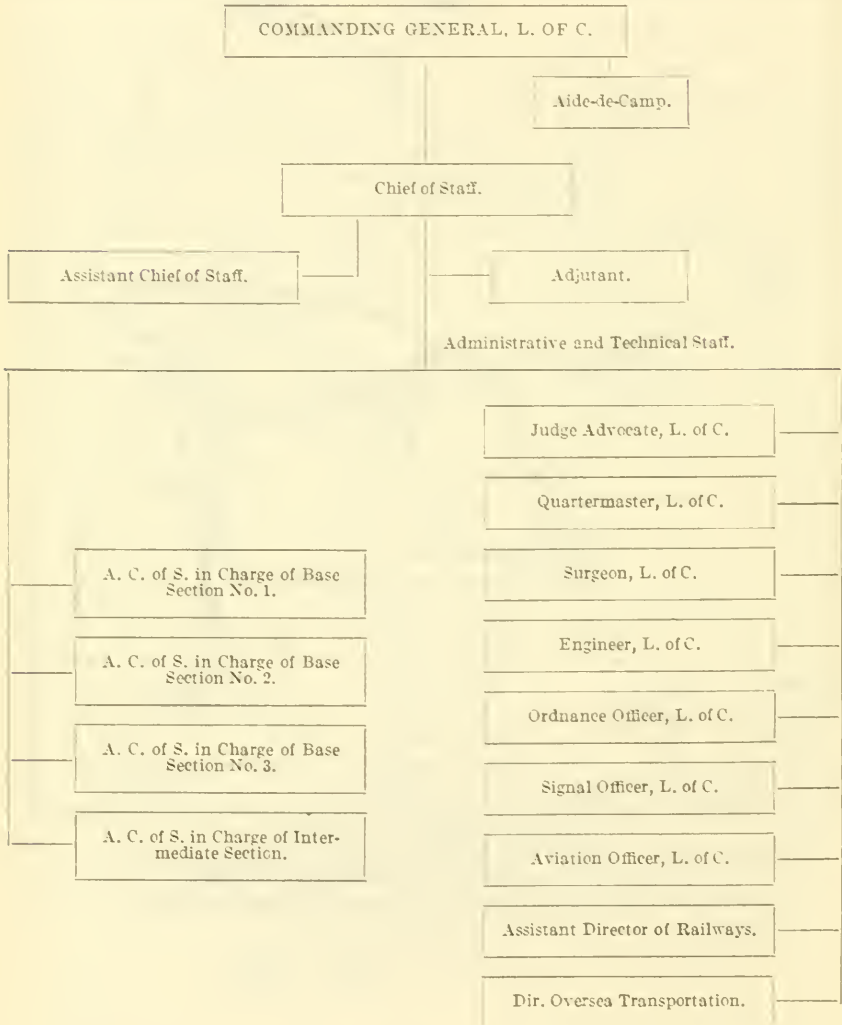 COMMANDING GENERAL, L. OF C.
Aide-de-Camp.
Chief of Staff.
Assistant Chief of Staff.
Adjutant.
Administrative and Technical Staff.
Judge Advocate, L. of C.
Quartermaster, L. of C.
Surgeon, L. of C.
Engineer, L. of C.
Ordnance Officer, L. of C.
Signal Officer, L. of C.
Aviation Officer, L. of C.
Assistant Director of Railways.
Dir. Oversea Transportation.
A. C. of S. in Charge of Base
Section No. 1.
A. C. of S. in Charge of Base
Section No. 2.
A. C. of S. in Charge of Base
Section No. 3.
A. C. of S. in Charge of Inter-
mediate Section.